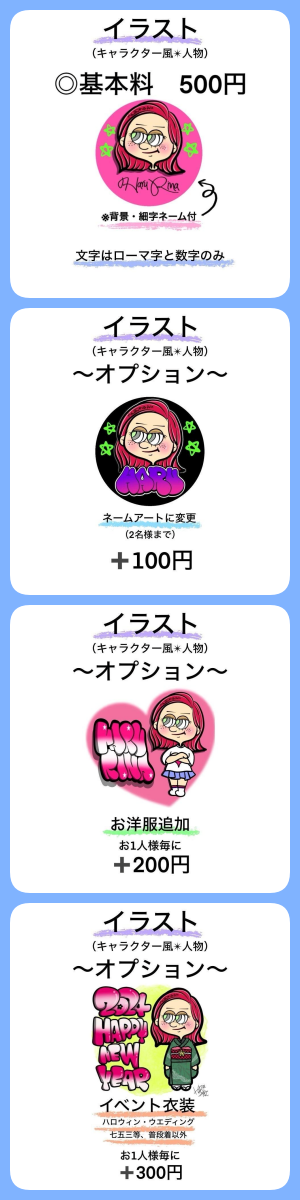 イラスト
（キャラクター風✴︎人物）
◎基本料　500円
Haru Rina
※背景・細字ネーム付
文字はローマ字と数字のみ
イラスト
（キャラクター風✴︎人物）
〜オプション〜
HARU
ネームアートに変更
（2名様まで）
➕100円
イラスト
（キャラクター風✴︎人物）
〜オプション〜
お洋服追加
お1人様毎に
➕200円
イラスト
（キャラクター風✴︎人物）
〜オプション〜
2024
HAPPY
NEW
YEAR
イベント衣装
ハロウィン・ウエディング
七五三等、普段着以外
お1人様毎に
➕300円